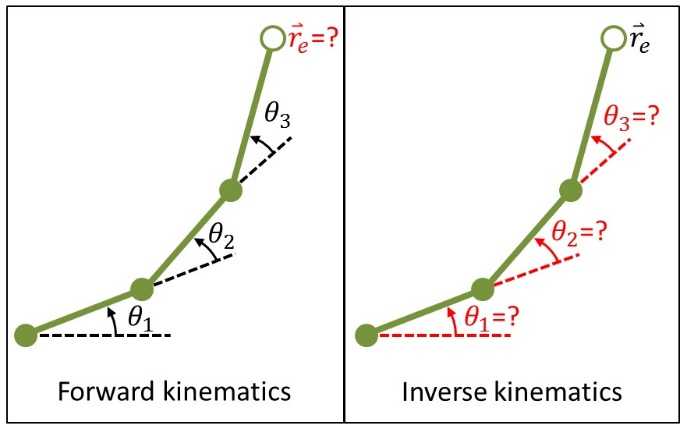 r⃗ₑ=?
θ₃
θ₂
θ₁
Forward kinematics
r⃗ₑ
θ₃=?
θ₂=?
θ₁=?
Inverse kinematics